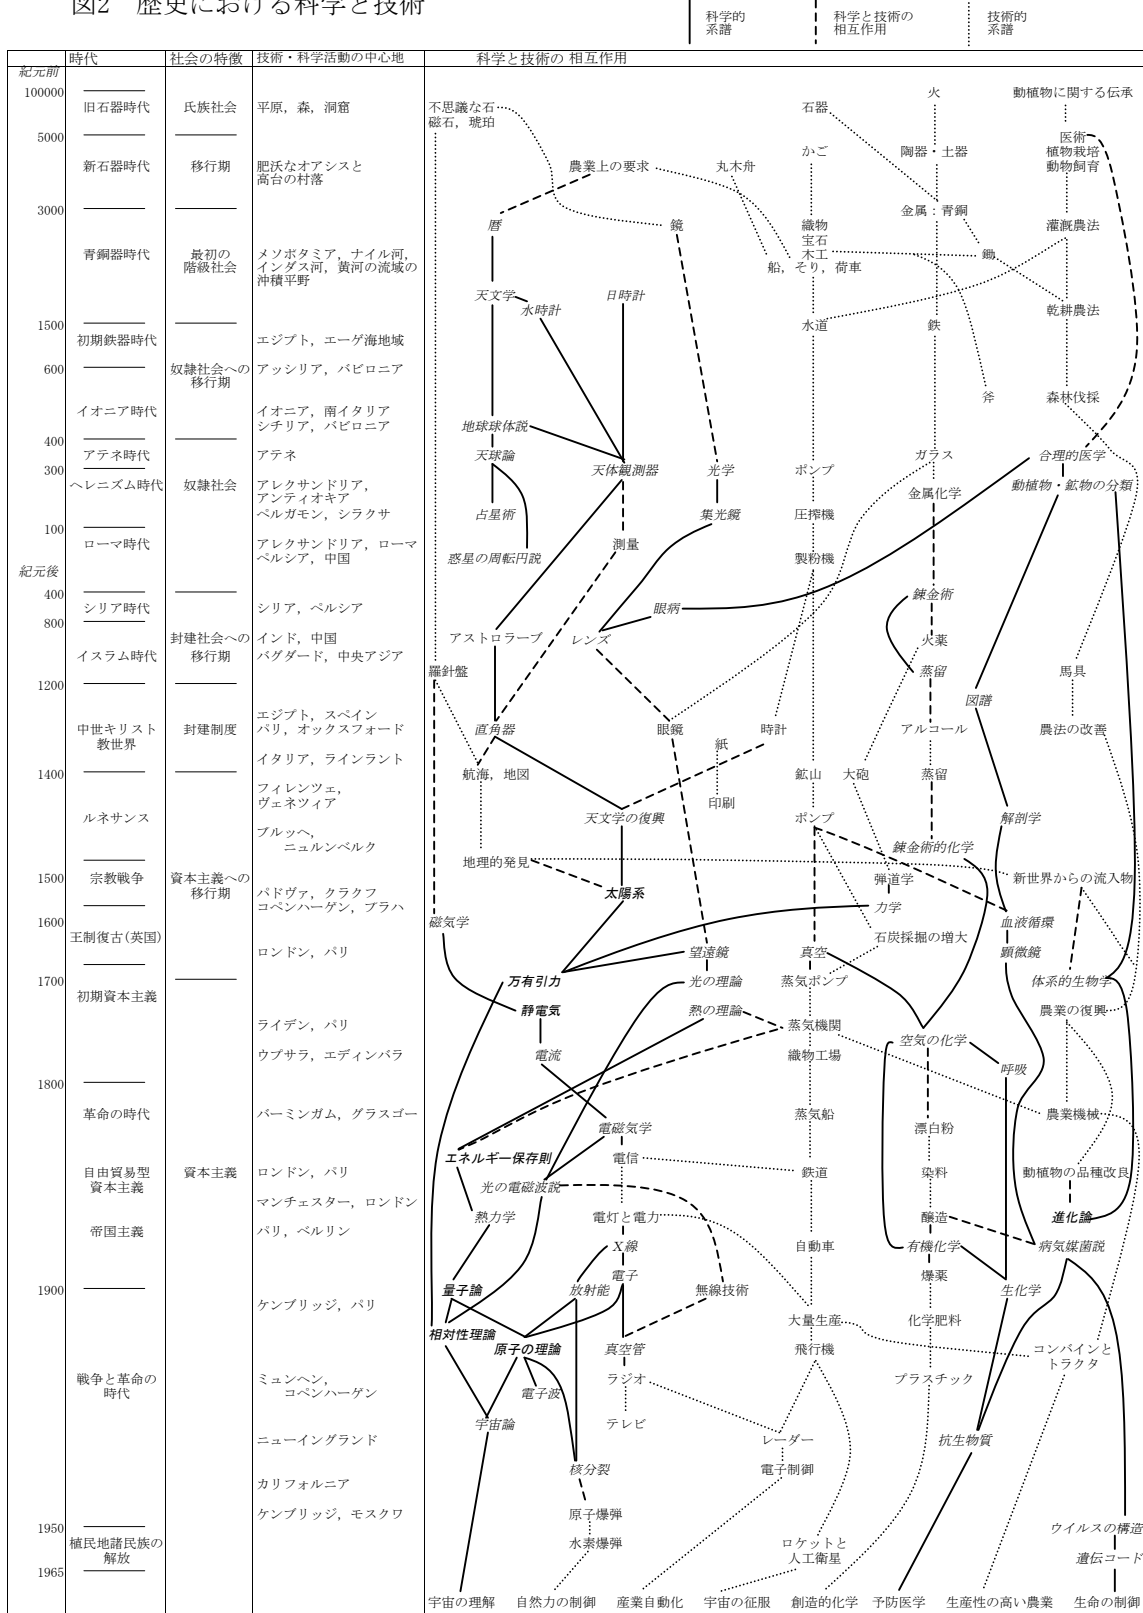 図2　歴史における科学と技術
科学的
系譜
科学と技術の
相互作用
技術的
系譜
時代
社会の特徴
技術・科学活動の中心地
科学と技術の 相互作用
紀元前
100000
5000
3000
1500
600
400
300
100
紀元後
400
800
1200
1400
1500
1600
1700
1800
1900
1950
1965
旧石器時代
新石器時代
青銅器時代
初期鉄器時代
イオニア時代
アテネ時代
ヘレニズム時代
ローマ時代
シリア時代
イスラム時代
中世キリスト
教世界
ルネサンス
宗教戦争
王制復古(英国)
初期資本主義
革命の時代
自由貿易型
資本主義
帝国主義
戦争と革命の
時代
植民地諸民族の
解放
氏族社会
移行期
最初の
階級社会
奴隷社会への
移行期
奴隷社会
封建社会への
移行期
封建制度
資本主義への
移行期
資本主義
平原，森，洞窟
肥沃なオアシスと
高台の村落
メソポタミア，ナイル河，
インダス河，黄河の流域の
沖積平野
エジプト，エーゲ海地域
アッシリア，バビロニア
イオニア，南イタリア
シチリア，バビロニア
アテネ
アレクサンドリア，
アンティオキア
ペルガモン，シラクサ
アレクサンドリア，ローマ
ペルシア，中国
シリア，ペルシア
インド，中国
バグダード，中央アジア
エジプト，スペイン
パリ，オックスフォード
イタリア，ラインラント
フィレンツェ，
ヴェネツィア
ブルッヘ，
ニュルンベルク
パドヴァ，クラクフ
コペンハーゲン，プラハ
ロンドン，パリ
ライデン，パリ
ウプサラ，エディンバラ
バーミンガム，グラスゴー
ロンドン，パリ
マンチェスター，ロンドン
パリ，ベルリン
ケンブリッジ，パリ
ミュンヘン，
コペンハーゲン
ニューイングランド
カリフォルニア
ケンブリッジ，モスクワ
火
動植物に関する伝承
不思議な石
磁石，琥珀
石器
医術
植物栽培
動物飼育
かご
陶器・土器
農業上の要求
丸木舟
金属：青銅
暦
鏡
織物
宝石
木工
灌漑農法
鋤
船，そり，荷車
天文学
水時計
日時計
乾耕農法
水道
鉄
斧
森林伐採
地球球体説
天球論
天体観測器
光学
ポンプ
ガラス
合理的医学
動植物・鉱物の分類
金属化学
占星術
集光鏡
圧搾機
測量
惑星の周転円説
製粉機
錬金術
眼病
アストロラーブ
レンズ
火薬
羅針盤
蒸留
馬具
図譜
直角器
眼鏡
時計
アルコール
農法の改善
紙
航海，地図
鉱山
大砲
蒸留
印刷
天文学の復興
ポンプ
解剖学
錬金術的化学
地理的発見
弾道学
新世界からの流入物
太陽系
力学
磁気学
血液循環
石炭採掘の増大
望遠鏡
真空
顕微鏡
万有引力
光の理論
蒸気ポンプ
体系的生物学
静電気
熱の理論
農業の復興
蒸気機関
空気の化学
電流
織物工場
呼吸
蒸気船
農業機械
電磁気学
漂白粉
エネルギー保存則
電信
鉄道
染料
動植物の品種改良
光の電磁波説
熱力学
電灯と電力
醸造
進化論
X線
自動車
有機化学
病気媒菌説
電子
爆薬
量子論
放射能
無線技術
生化学
大量生産
化学肥料
相対性理論
原子の理論
真空管
飛行機
コンバインと
トラクタ
ラジオ
プラスチック
電子波
宇宙論
テレビ
レーダー
抗生物質
核分裂
電子制御
原子爆弾
水素爆弾
ロケットと
人工衛星
ウイルスの構造
遺伝コード
宇宙の理解
自然力の制御
産業自動化
宇宙の征服
創造的化学
予防医学
生産性の高い農業
生命の制御